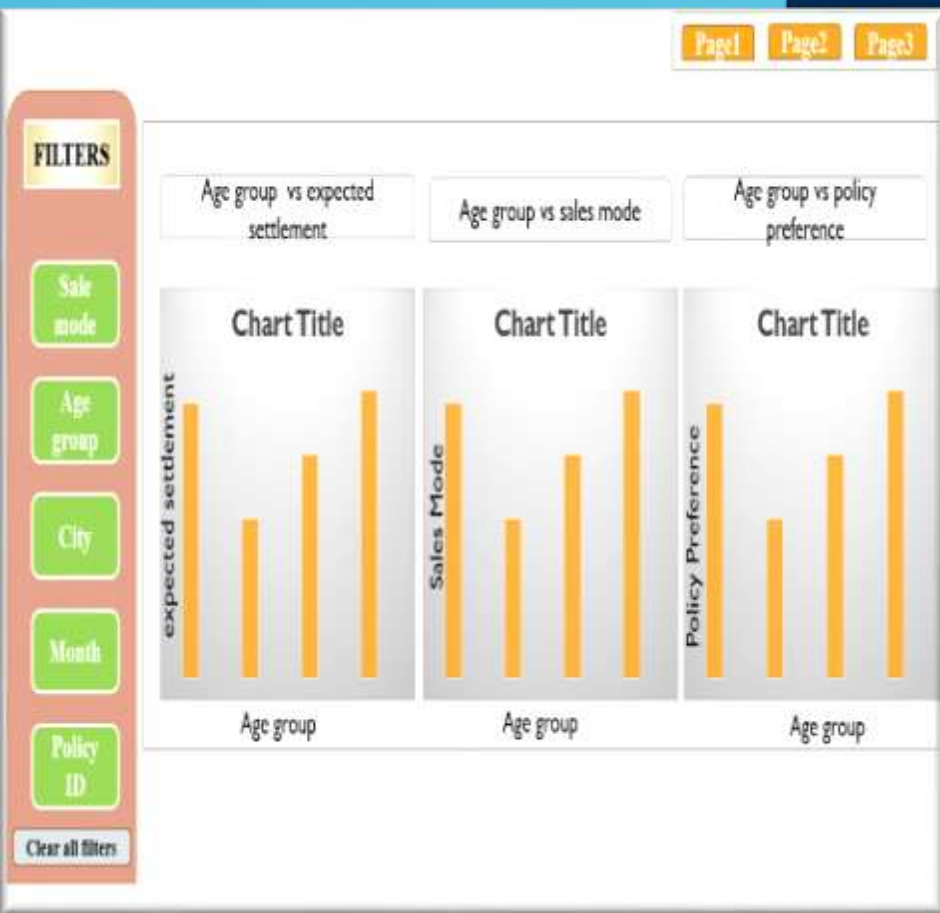 Page1
Page2
Page3
FILTERS
Sale
mode
Age
group
City
Month
Policy
ID
Clear all filters
Age group vs expected
settlement
Age group vs sales mode
Age group vs policy
preference
Chart Title
expected settlement
Age group
Chart Title
Sales Mode
Age group
Chart Title
Policy Preference
Age group